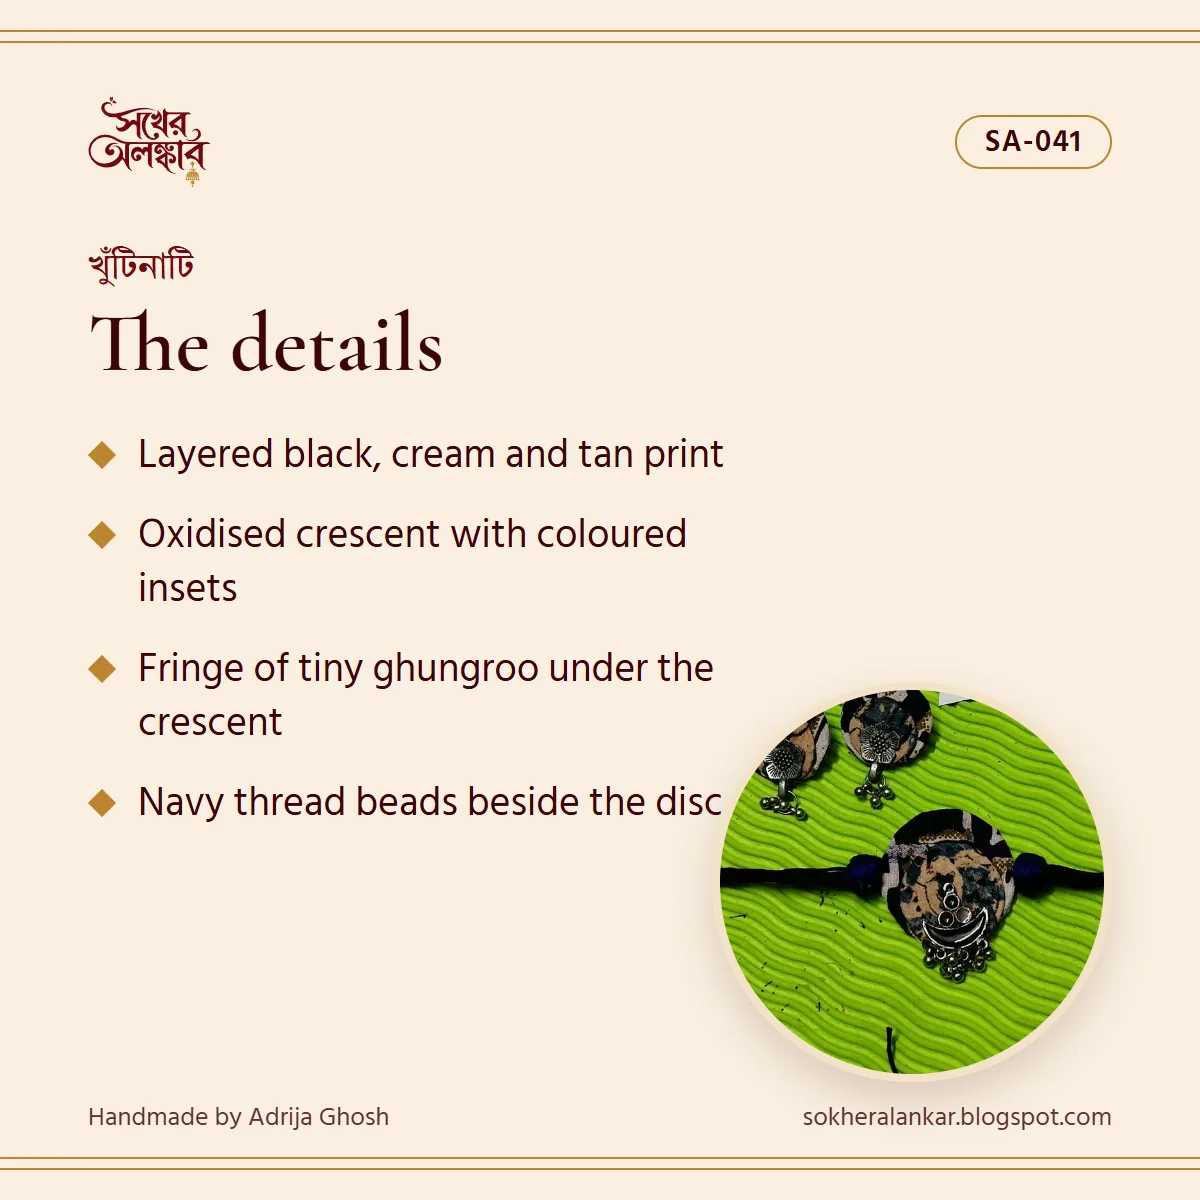 সখের
অলঙ্কার
SA-041
খুঁটিনাটি
The details
Layered black, cream and tan print
Oxidised crescent with coloured
insets
Fringe of tiny ghungroo under the
crescent
Navy thread beads beside the disc
Handmade by Adrija Ghosh
sokheralankar.blogspot.com